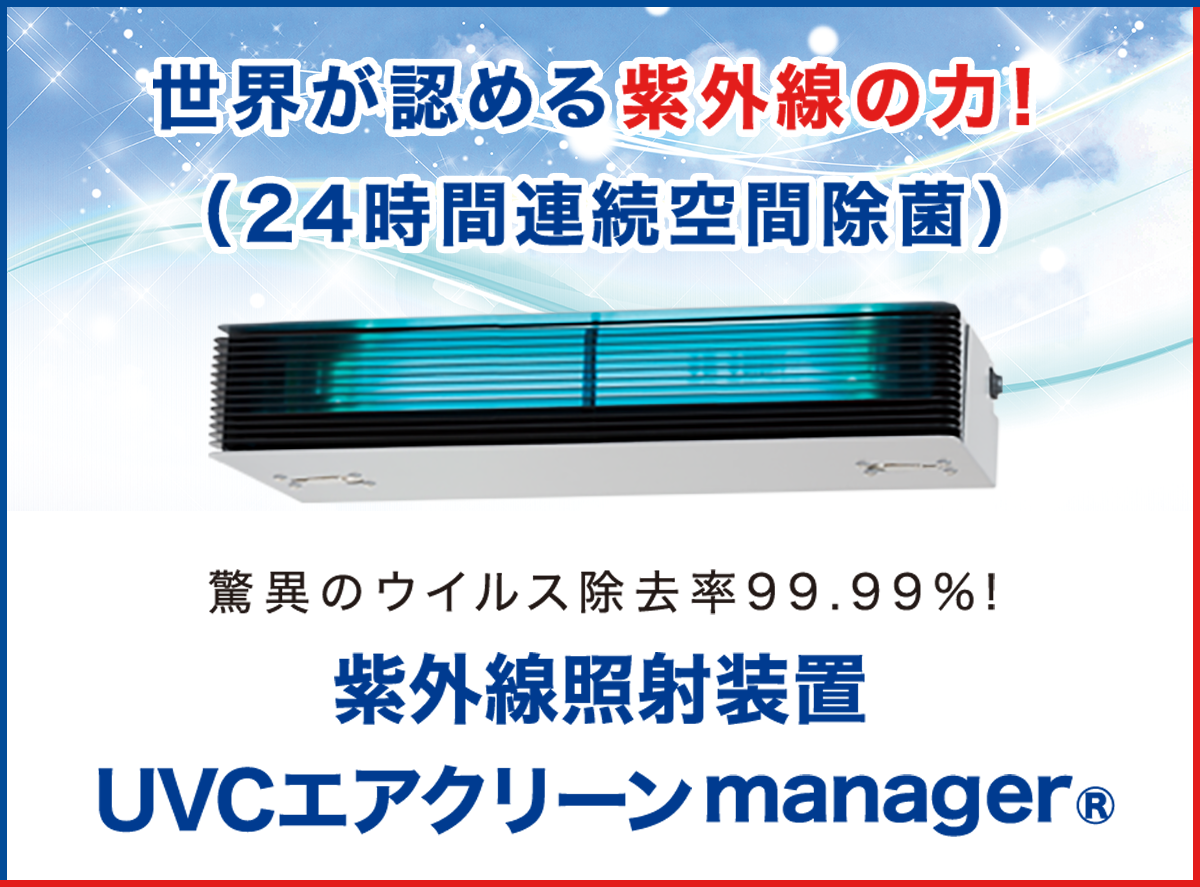 世界が認める紫外線の力!
（24時間連続空間除菌）
驚異のウイルス除去率99.99%!
紫外線照射装置
UVCエアクリーンmanager®